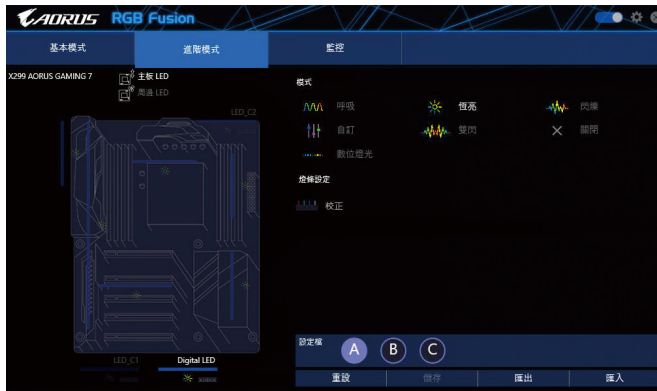 AORUS RGB Fusion
基本模式 進階模式 監控
X299 AORUS GAMING 7 主板 LED
周邊 LED
LED_C2
模式
呼吸 恆亮 閃爍
自訂 雙閃 關閉
數位燈光
燈條設定
校正
設定檔 A B C
LED_C1 Digital LED
重設 儲存 匯出 匯入